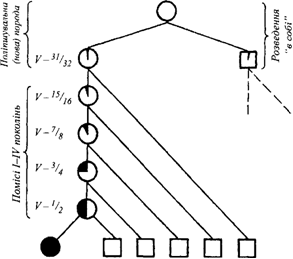 Поліпшувальна
(нова) порода
Розведення
"в собі"
V – 31/32
V – 15/16
V – 7/8
V – 3/4
V – 1/2
Помісі I–IV поколінь